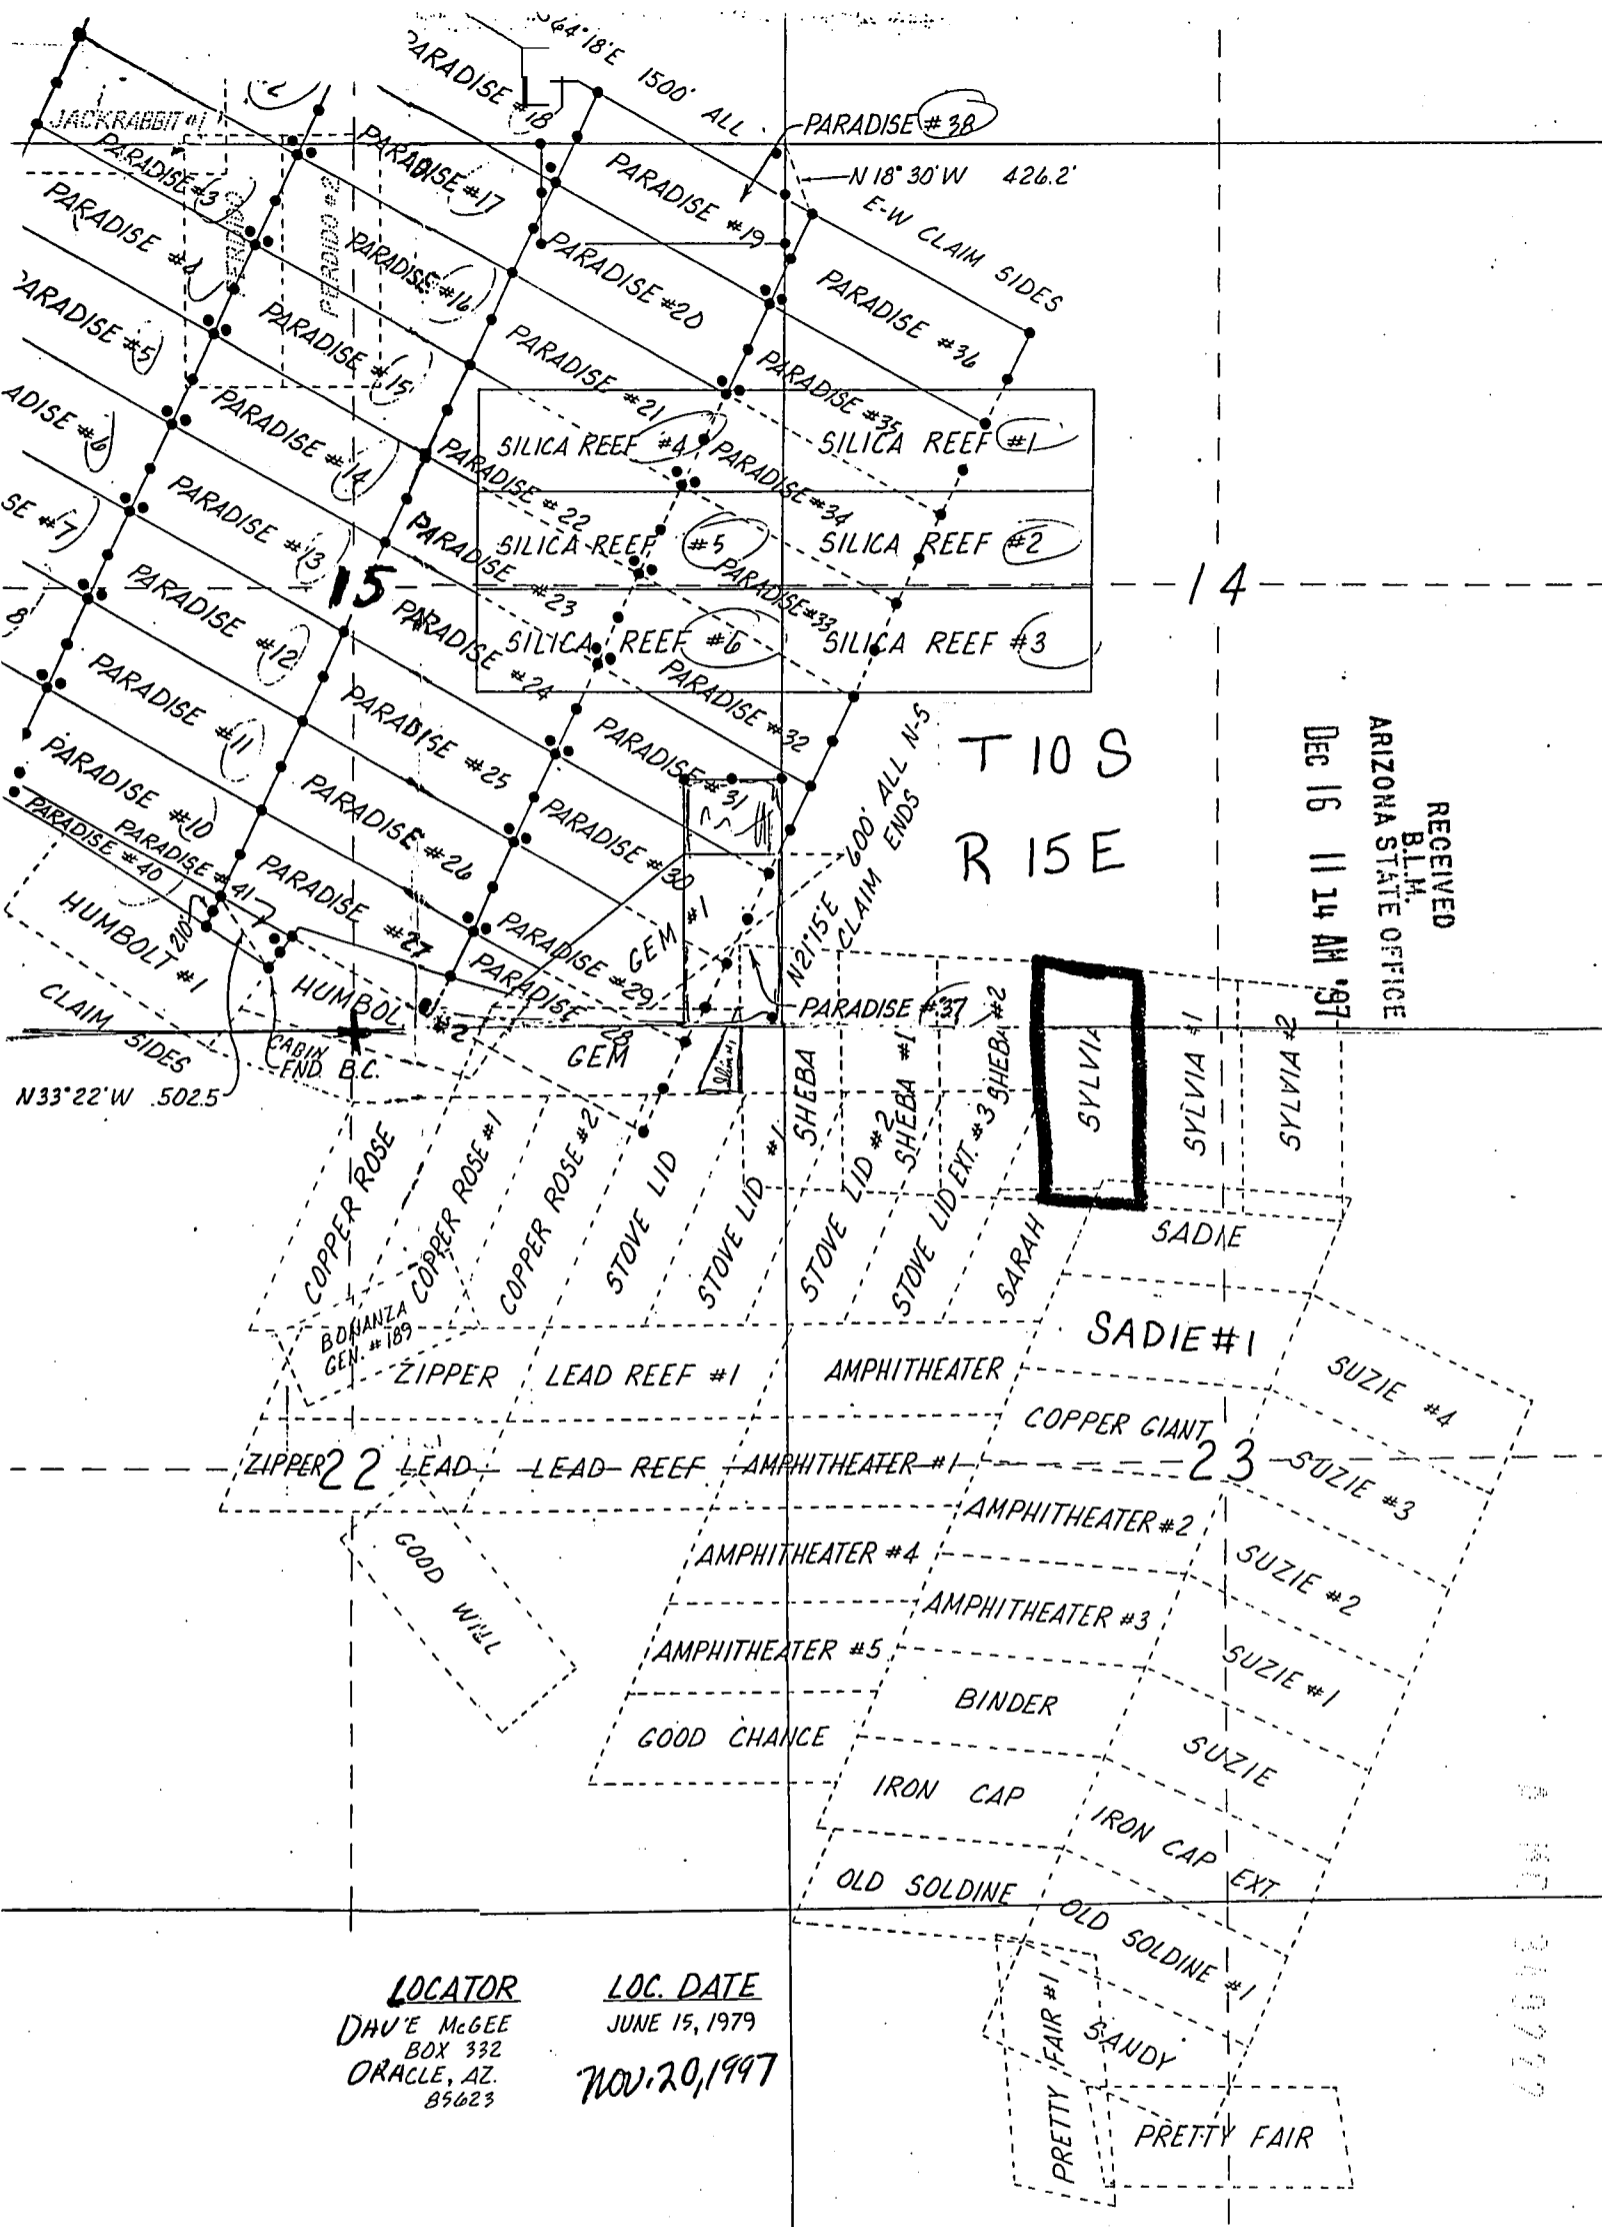 S64°18'E 1500' ALL
E-W CLAIM SIDES
PARADISE #18
PARADISE #38
N 18° 30' W 426.2'
JACKRABBIT #1
PARADISE #3
PARADISE #17
PARADISE #19
PARADISE #4
PERDIDO #2
PARADISE #16
PARADISE #20
PARADISE #36
PARADISE #5
PARADISE #15
PARADISE #21
PARADISE #35
ADISE #6
PARADISE #14
SILICA REEF #4
SILICA REEF #1
PARADISE #22
PARADISE #34
SE #7
PARADISE #13
SILICA REEF #5
SILICA REEF #2
15
14
PARADISE #23
PARADISE #33
8
PARADISE #12
SILICA REEF #6
SILICA REEF #3
PARADISE #24
PARADISE #32
PARADISE #11
PARADISE #25
PARADISE #31
T 10 S
R 15 E
RECEIVED
B.L.M.
ARIZONA STATE OFFICE
DEC 16 11 14 AM '97
PARADISE #10
PARADISE #26
PARADISE #30
N21°15'E 600' ALL N-S
CLAIM ENDS
PARADISE #40
PARADISE #41
PARADISE #27
PARADISE #29
GEM #1
HUMBOLT #1
210'
HUMBOL #2
PARADISE 28
PARADISE #37
CLAIM
SIDES
CABIN
FND. B.C.
GEM
N33°22'W 502.5
SHEBA
SHEBA #1
SHEBA #2
SYLVIA
SYLVIA #1
SYLVIA #2
COPPER ROSE
COPPER ROSE #1
COPPER ROSE #2
STOVE LID
STOVE LID #1
STOVE LID #2
STOVE LID EXT. #3
SARAH
SADIE
BONANZA
GEN. #189
ZIPPER
LEAD REEF #1
AMPHITHEATER
SADIE #1
SUZIE #4
COPPER GIANT
ZIPPER
22
LEAD
LEAD REEF
AMPHITHEATER #1
23
SUZIE #3
GOOD WILL
AMPHITHEATER #4
AMPHITHEATER #2
SUZIE #2
AMPHITHEATER #5
AMPHITHEATER #3
SUZIE #1
GOOD CHANCE
BINDER
SUZIE
IRON CAP
IRON CAP EXT.
OLD SOLDINE
OLD SOLDINE #1
PRETTY FAIR #1
SANDY
PRETTY FAIR
LOCATOR
DAVE McGEE
BOX 332
ORACLE, AZ.
85623
LOC. DATE
JUNE 15, 1979
NOV. 20, 1997